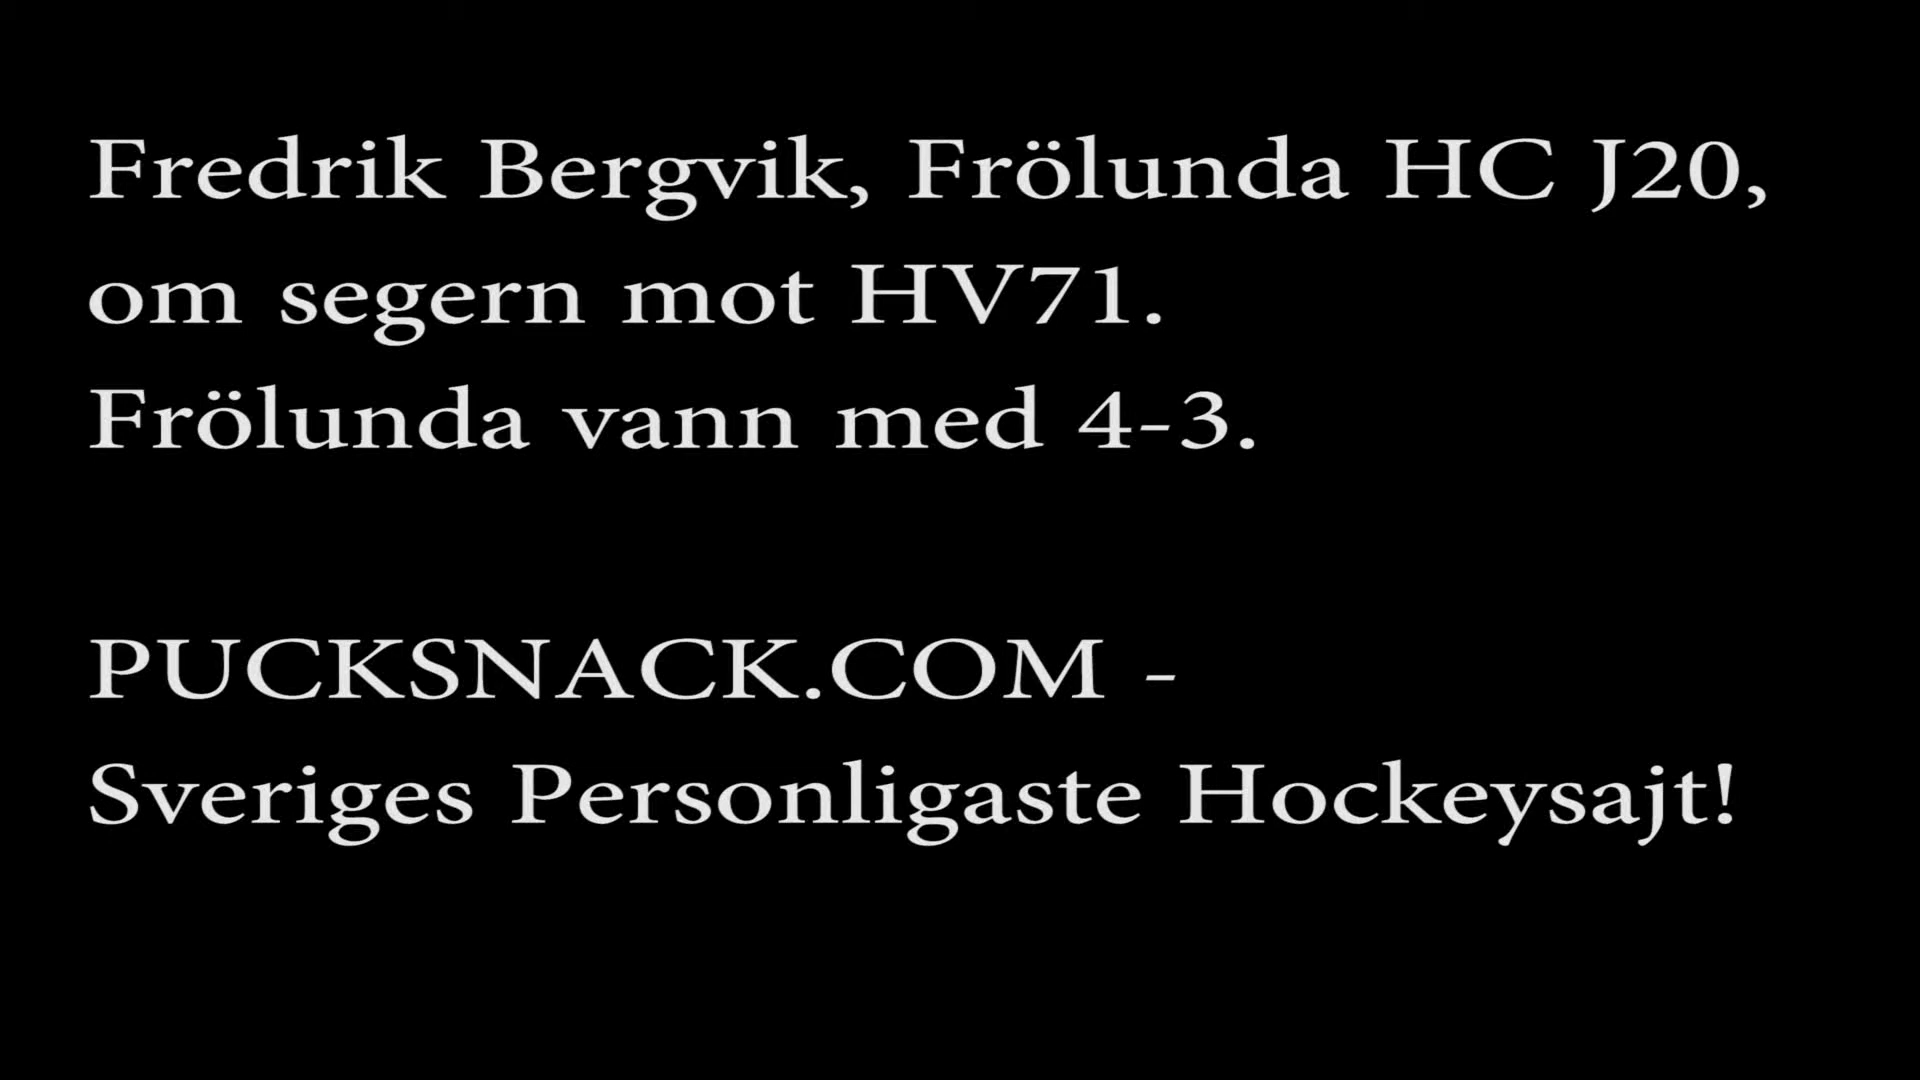 Fredrik Bergvik, Frölunda HC J20,
om segern mot HV71.
Frölunda vann med 4-3.
PUCKSNACK.COM -
Sveriges Personligaste Hockeysajt!